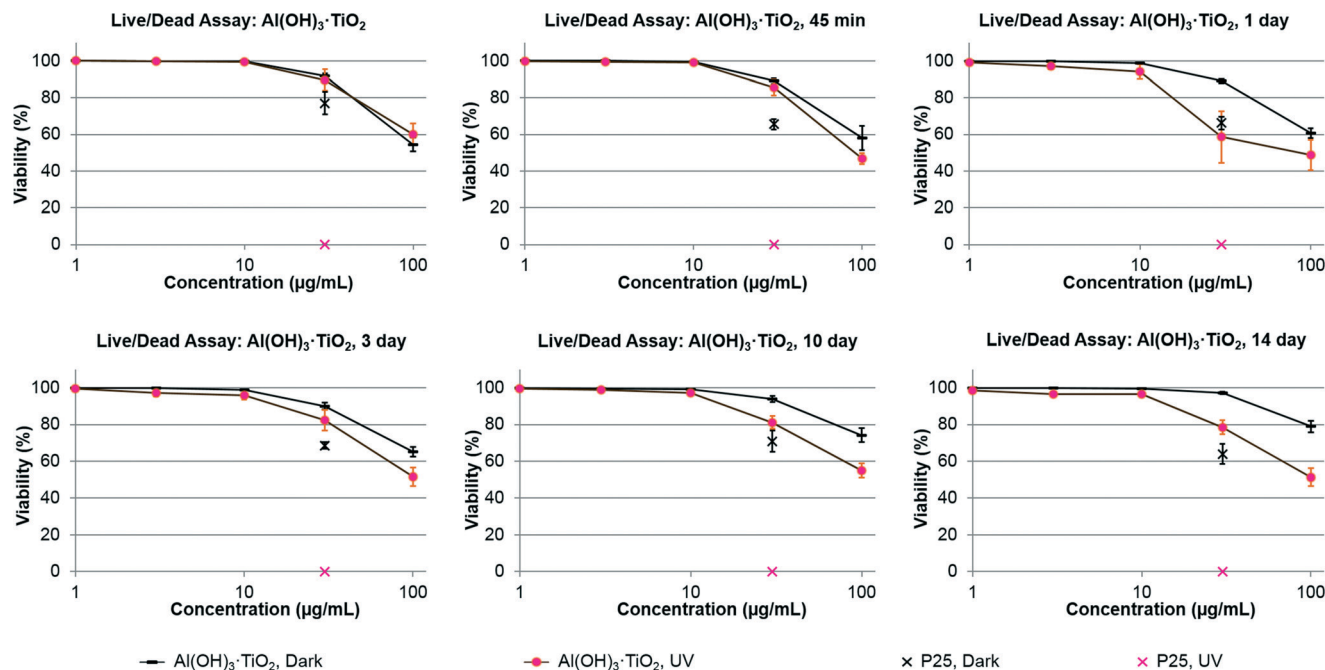 Live/Dead Assay: Al(OH)₃·TiO₂
Viability (%)
100
80
60
40
20
0
1
10
100
Concentration (µg/mL)
Live/Dead Assay: Al(OH)₃·TiO₂, 45 min
Viability (%)
100
80
60
40
20
0
1
10
100
Concentration (µg/mL)
Live/Dead Assay: Al(OH)₃·TiO₂, 1 day
Viability (%)
100
80
60
40
20
0
1
10
100
Concentration (µg/mL)
Live/Dead Assay: Al(OH)₃·TiO₂, 3 day
Viability (%)
100
80
60
40
20
0
1
10
100
Concentration (µg/mL)
Live/Dead Assay: Al(OH)₃·TiO₂, 10 day
Viability (%)
100
80
60
40
20
0
1
10
100
Concentration (µg/mL)
Live/Dead Assay: Al(OH)₃·TiO₂, 14 day
Viability (%)
100
80
60
40
20
0
1
10
100
Concentration (µg/mL)
Al(OH)₃·TiO₂, Dark
Al(OH)₃·TiO₂, UV
P25, Dark
P25, UV